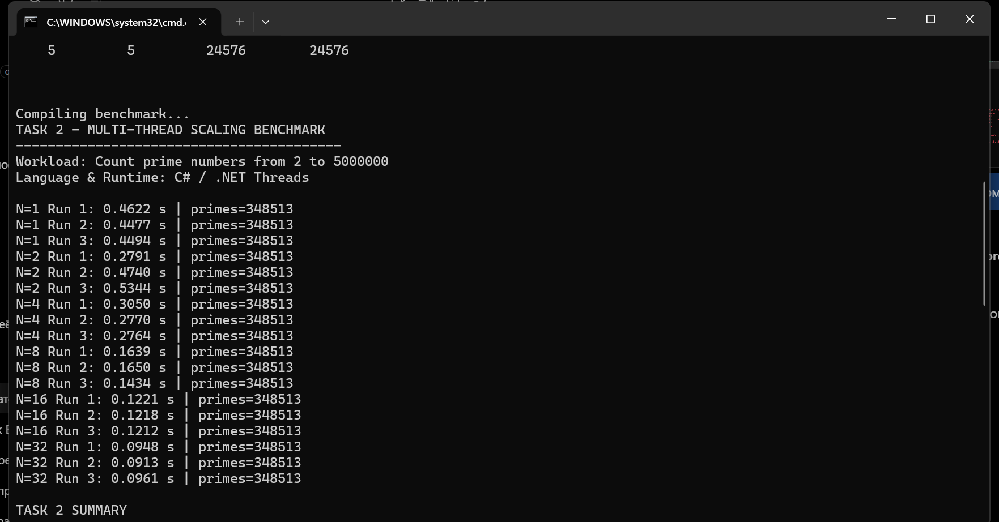 C:\WINDOWS\system32\cmd.
5 5 24576 24576
Compiling benchmark...
TASK 2 - MULTI-THREAD SCALING BENCHMARK
-----------------------------------------
Workload: Count prime numbers from 2 to 5000000
Language & Runtime: C# / .NET Threads
N=1 Run 1: 0.4622 s | primes=348513
N=1 Run 2: 0.4477 s | primes=348513
N=1 Run 3: 0.4494 s | primes=348513
N=2 Run 1: 0.2791 s | primes=348513
N=2 Run 2: 0.4740 s | primes=348513
N=2 Run 3: 0.5344 s | primes=348513
N=4 Run 1: 0.3050 s | primes=348513
N=4 Run 2: 0.2770 s | primes=348513
N=4 Run 3: 0.2764 s | primes=348513
N=8 Run 1: 0.1639 s | primes=348513
N=8 Run 2: 0.1650 s | primes=348513
N=8 Run 3: 0.1434 s | primes=348513
N=16 Run 1: 0.1221 s | primes=348513
N=16 Run 2: 0.1218 s | primes=348513
N=16 Run 3: 0.1212 s | primes=348513
N=32 Run 1: 0.0948 s | primes=348513
N=32 Run 2: 0.0913 s | primes=348513
N=32 Run 3: 0.0961 s | primes=348513
TASK 2 SUMMARY